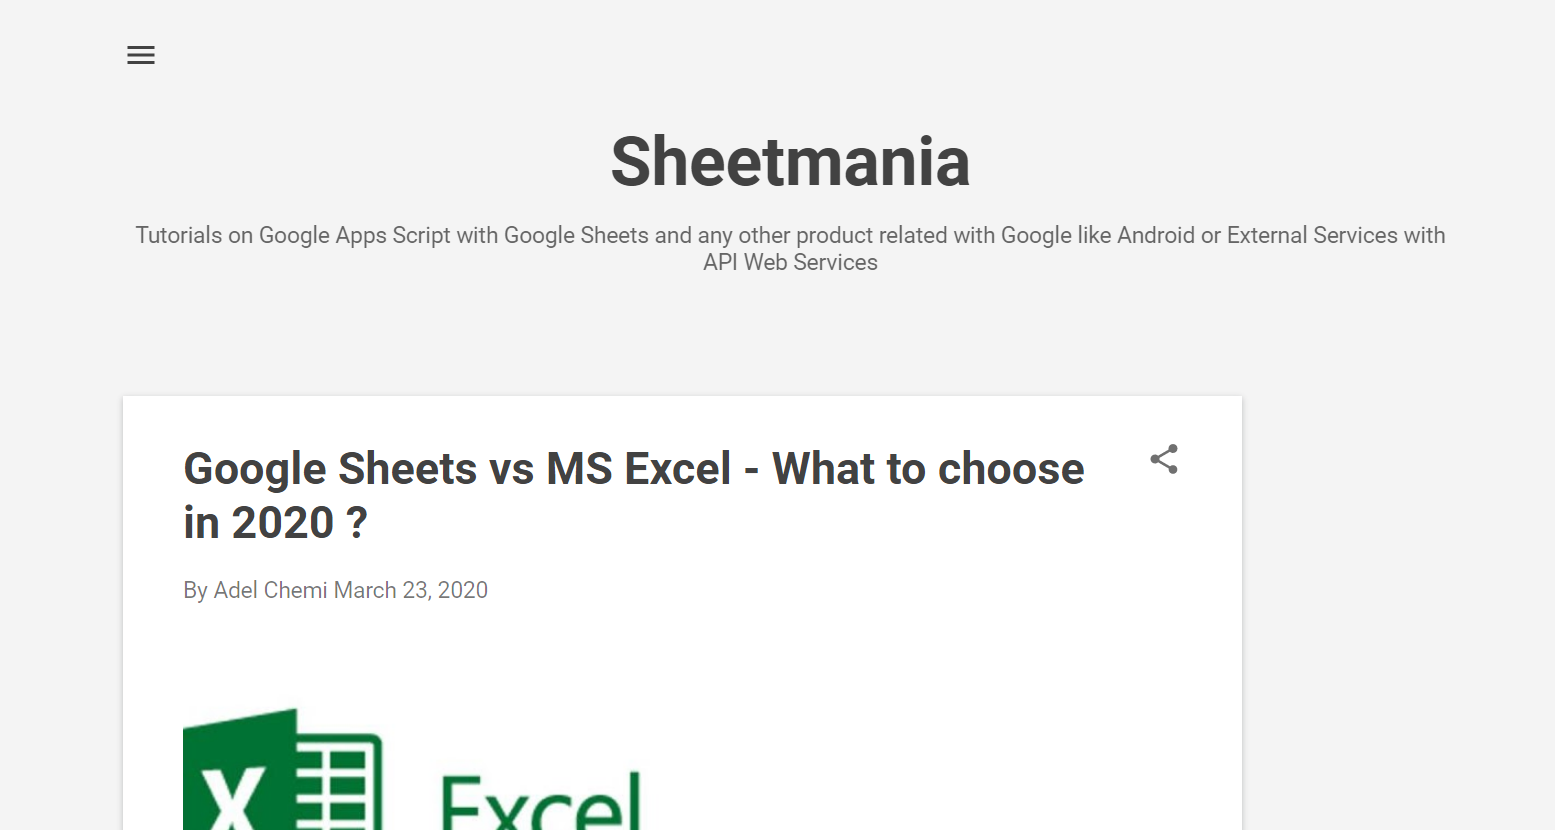 Sheetmania
Tutorials on Google Apps Script with Google Sheets and any other product related with Google like Android or External Services with
API Web Services
Google Sheets vs MS Excel - What to choose
in 2020 ?
By Adel Chemi March 23, 2020
X Excel